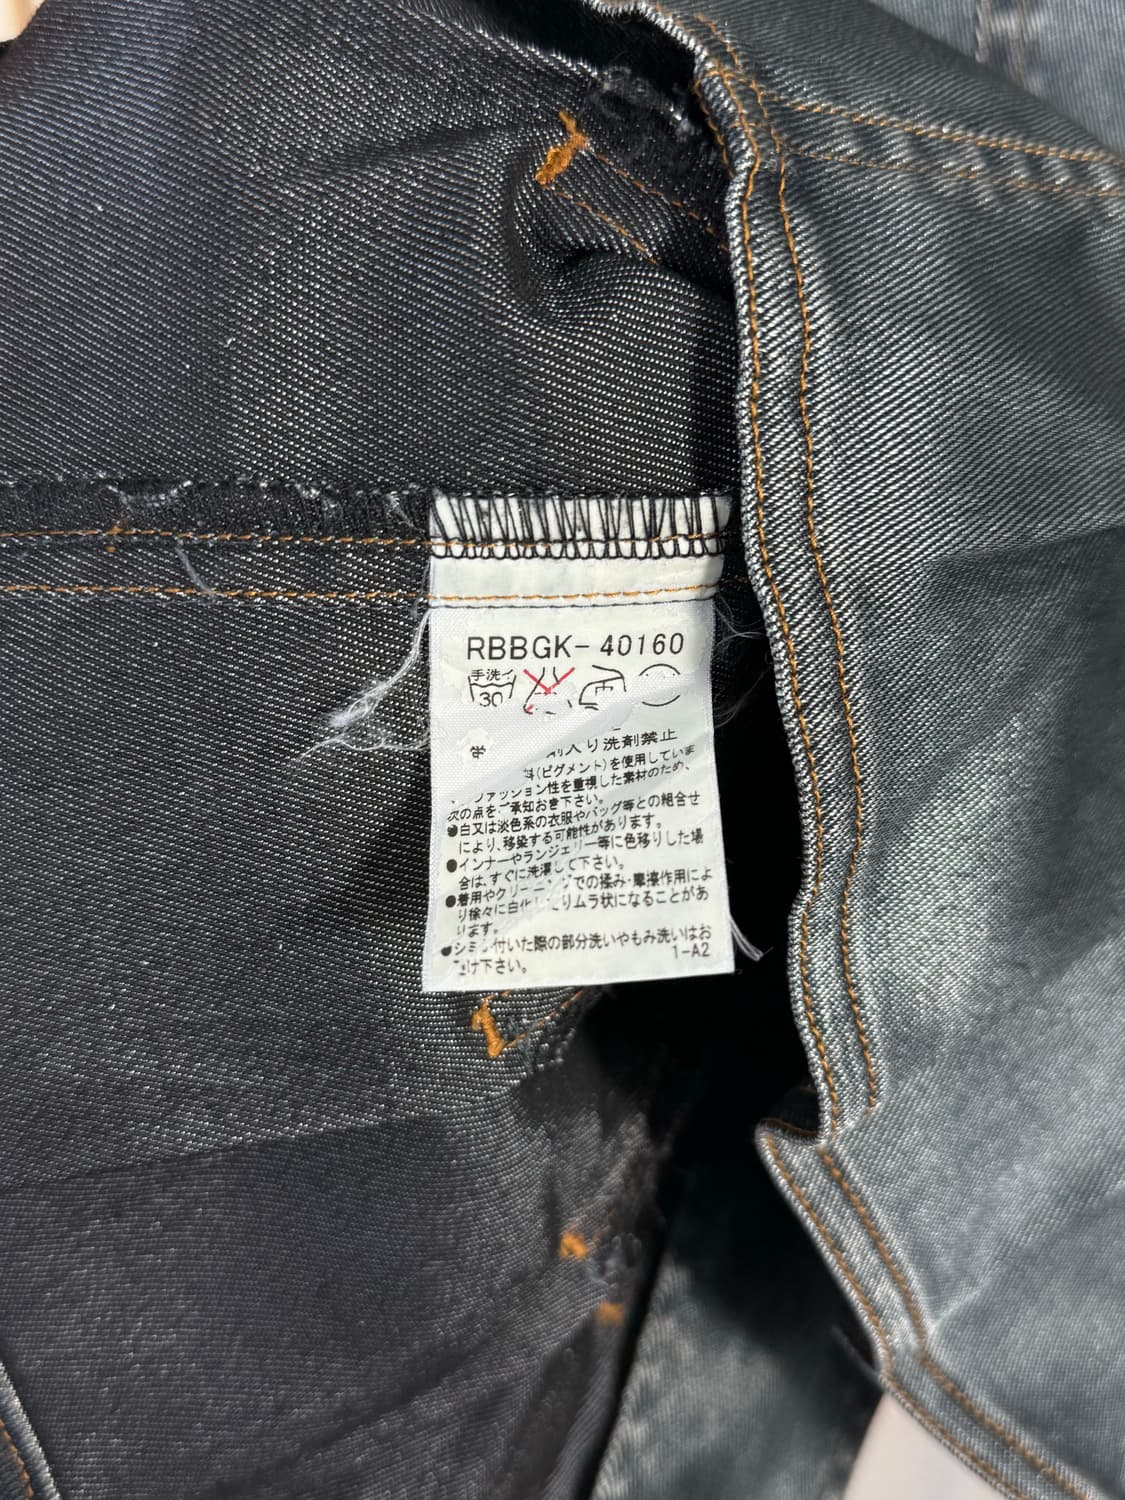 RBBGK-40160
手洗イ
30
り洗剤禁止
(ピグメント)を使用していま
ファッション性を重視した素材のため、
次の点をご承知おき下さい。
●白又は淡色系の衣服やバッグ等との組合せ
により、移染する可能性があります。
●インナーやランジェリー等に色移りした場
合は、すぐに洗濯して下さい。
●着用やクリーニングでの揉み・摩擦作用によ
り徐々に白化したりムラ状になることがあ
ります。
●シミ 付いた際の部分洗いやもみ洗いはお
け下さい。
1-A2